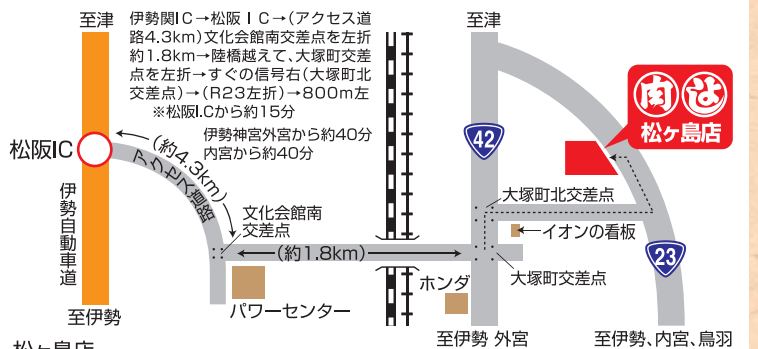 至津
伊勢関IC→松阪IC→(アクセス道
路4.3km)文化会館南交差点を左折
約1.8km→陸橋越えて、大塚町交差
点を左折→すぐの信号右(大塚町北
交差点)→(R23左折)→800m左
※松阪I.Cから約15分
伊勢神宮外宮から約40分
内宮から約40分
至津
肉
松ヶ島店
42
松阪IC
(約4.3km)
アクセス道路
伊勢自動車道
文化会館南
交差点
大塚町北交差点
イオンの看板
(約1.8km)
大塚町交差点
23
パワーセンター
ホンダ
至伊勢
至伊勢 外宮
至伊勢、内宮、鳥羽